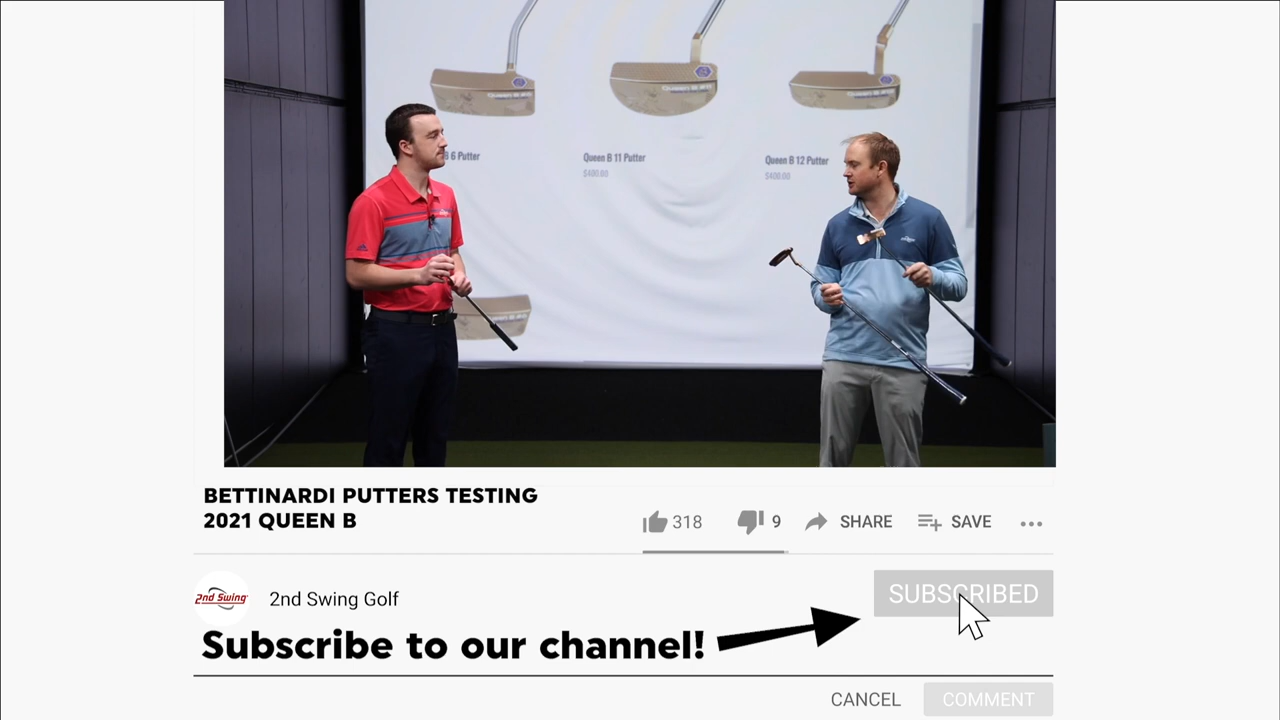 B 6 Putter
Queen B 11 Putter
Queen B 12 Putter
$400.00
$400.00
BETTINARDI PUTTERS TESTING
2021 QUEEN B
318
9
SHARE
SAVE
2nd Swing
2nd Swing Golf
SUBSCRIBED
Subscribe to our channel!
CANCEL
COMMENT